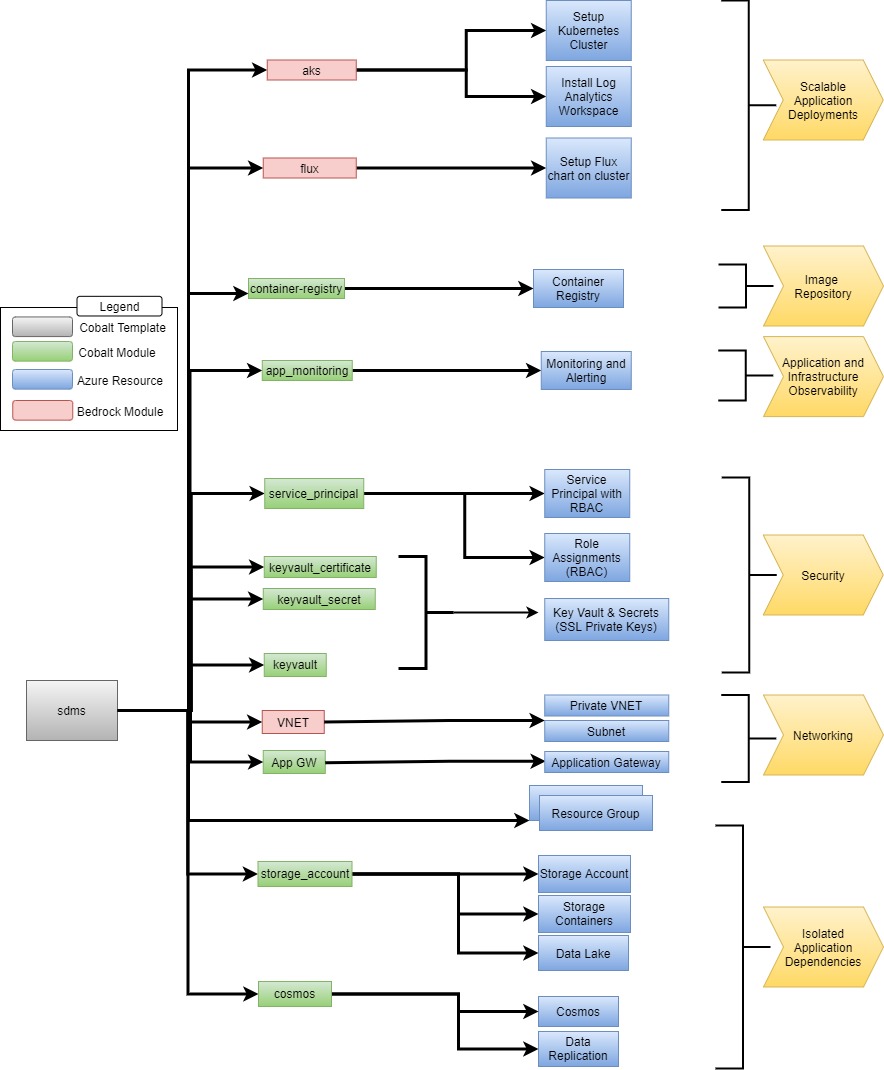 Setup
Kubernetes
Cluster
aks
Install Log
Analytics
Workspace
Scalable
Application
Deployments
flux
Setup Flux
chart on cluster
container-registry
Container
Registry
Image
Repository
Legend
Cobalt Template
Cobalt Module
Azure Resource
Bedrock Module
app_monitoring
Monitoring and
Alerting
Application and
Infrastructure
Observability
service_principal
Service
Principal with
RBAC
Role
Assignments
(RBAC)
keyvault_certificate
keyvault_secret
Key Vault & Secrets
(SSL Private Keys)
keyvault
Security
sdms
VNET
Private VNET
Subnet
App GW
Application Gateway
Networking
Resource Group
storage_account
Storage Account
Storage
Containers
Data Lake
Isolated
Application
Dependencies
cosmos
Cosmos
Data
Replication